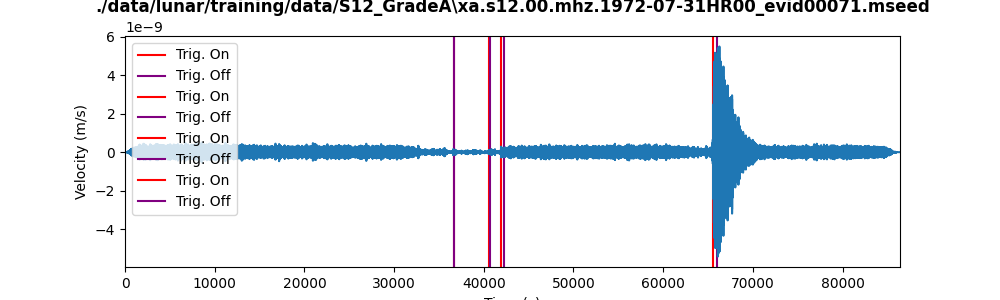 ./data/lunar/training/data/S12_GradeA\xa.s12.00.mhz.1972-07-31HR00_evid00071.mseed
1e−9
6
4
2
0
−2
−4
Velocity (m/s)
Trig. On
Trig. Off
Trig. On
Trig. Off
Trig. On
Trig. Off
Trig. On
Trig. Off
0 10000 20000 30000 40000 50000 60000 70000 80000
Time (s)